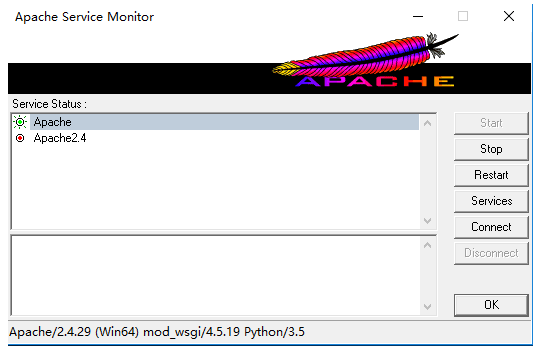 Apache Service Monitor
APACHE
Service Status :
Apache
Apache2.4
Start
Stop
Restart
Services
Connect
Disconnect
OK
Apache/2.4.29 (Win64) mod_wsgi/4.5.19 Python/3.5